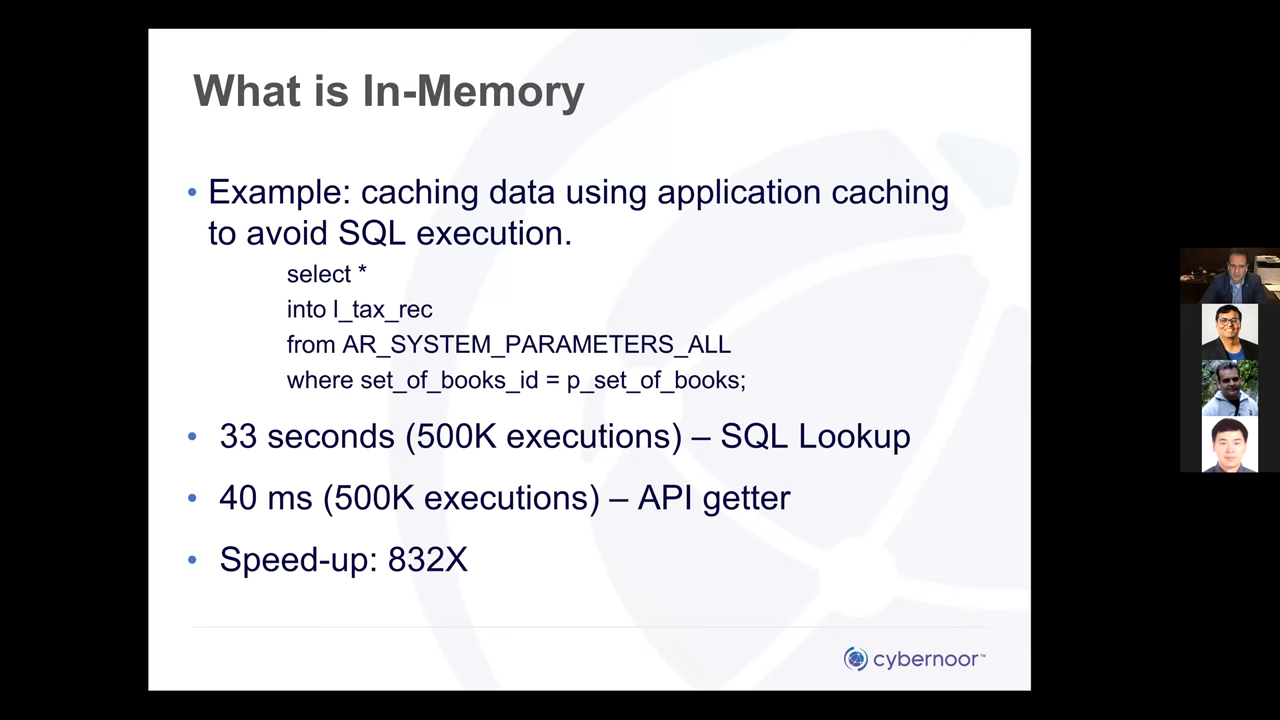 What is In-Memory
• Example: caching data using application caching
to avoid SQL execution.
select *
into l_tax_rec
from AR_SYSTEM_PARAMETERS_ALL
where set_of_books_id = p_set_of_books;
• 33 seconds (500K executions) – SQL Lookup
• 40 ms (500K executions) – API getter
• Speed-up: 832X
cybernoor™